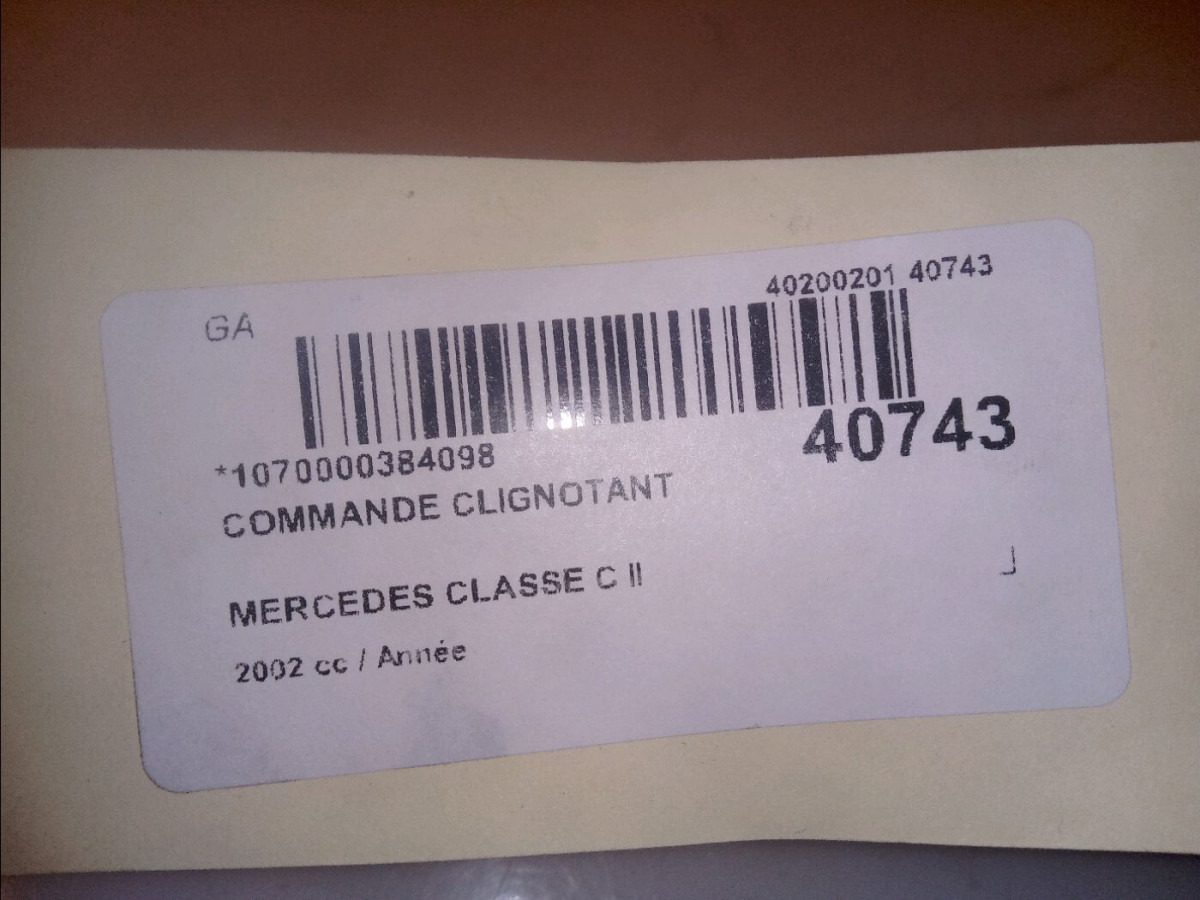 40200201 40743
GA
*1070000384098
40743
COMMANDE CLIGNOTANT
MERCEDES CLASSE C II
2002 cc / Année